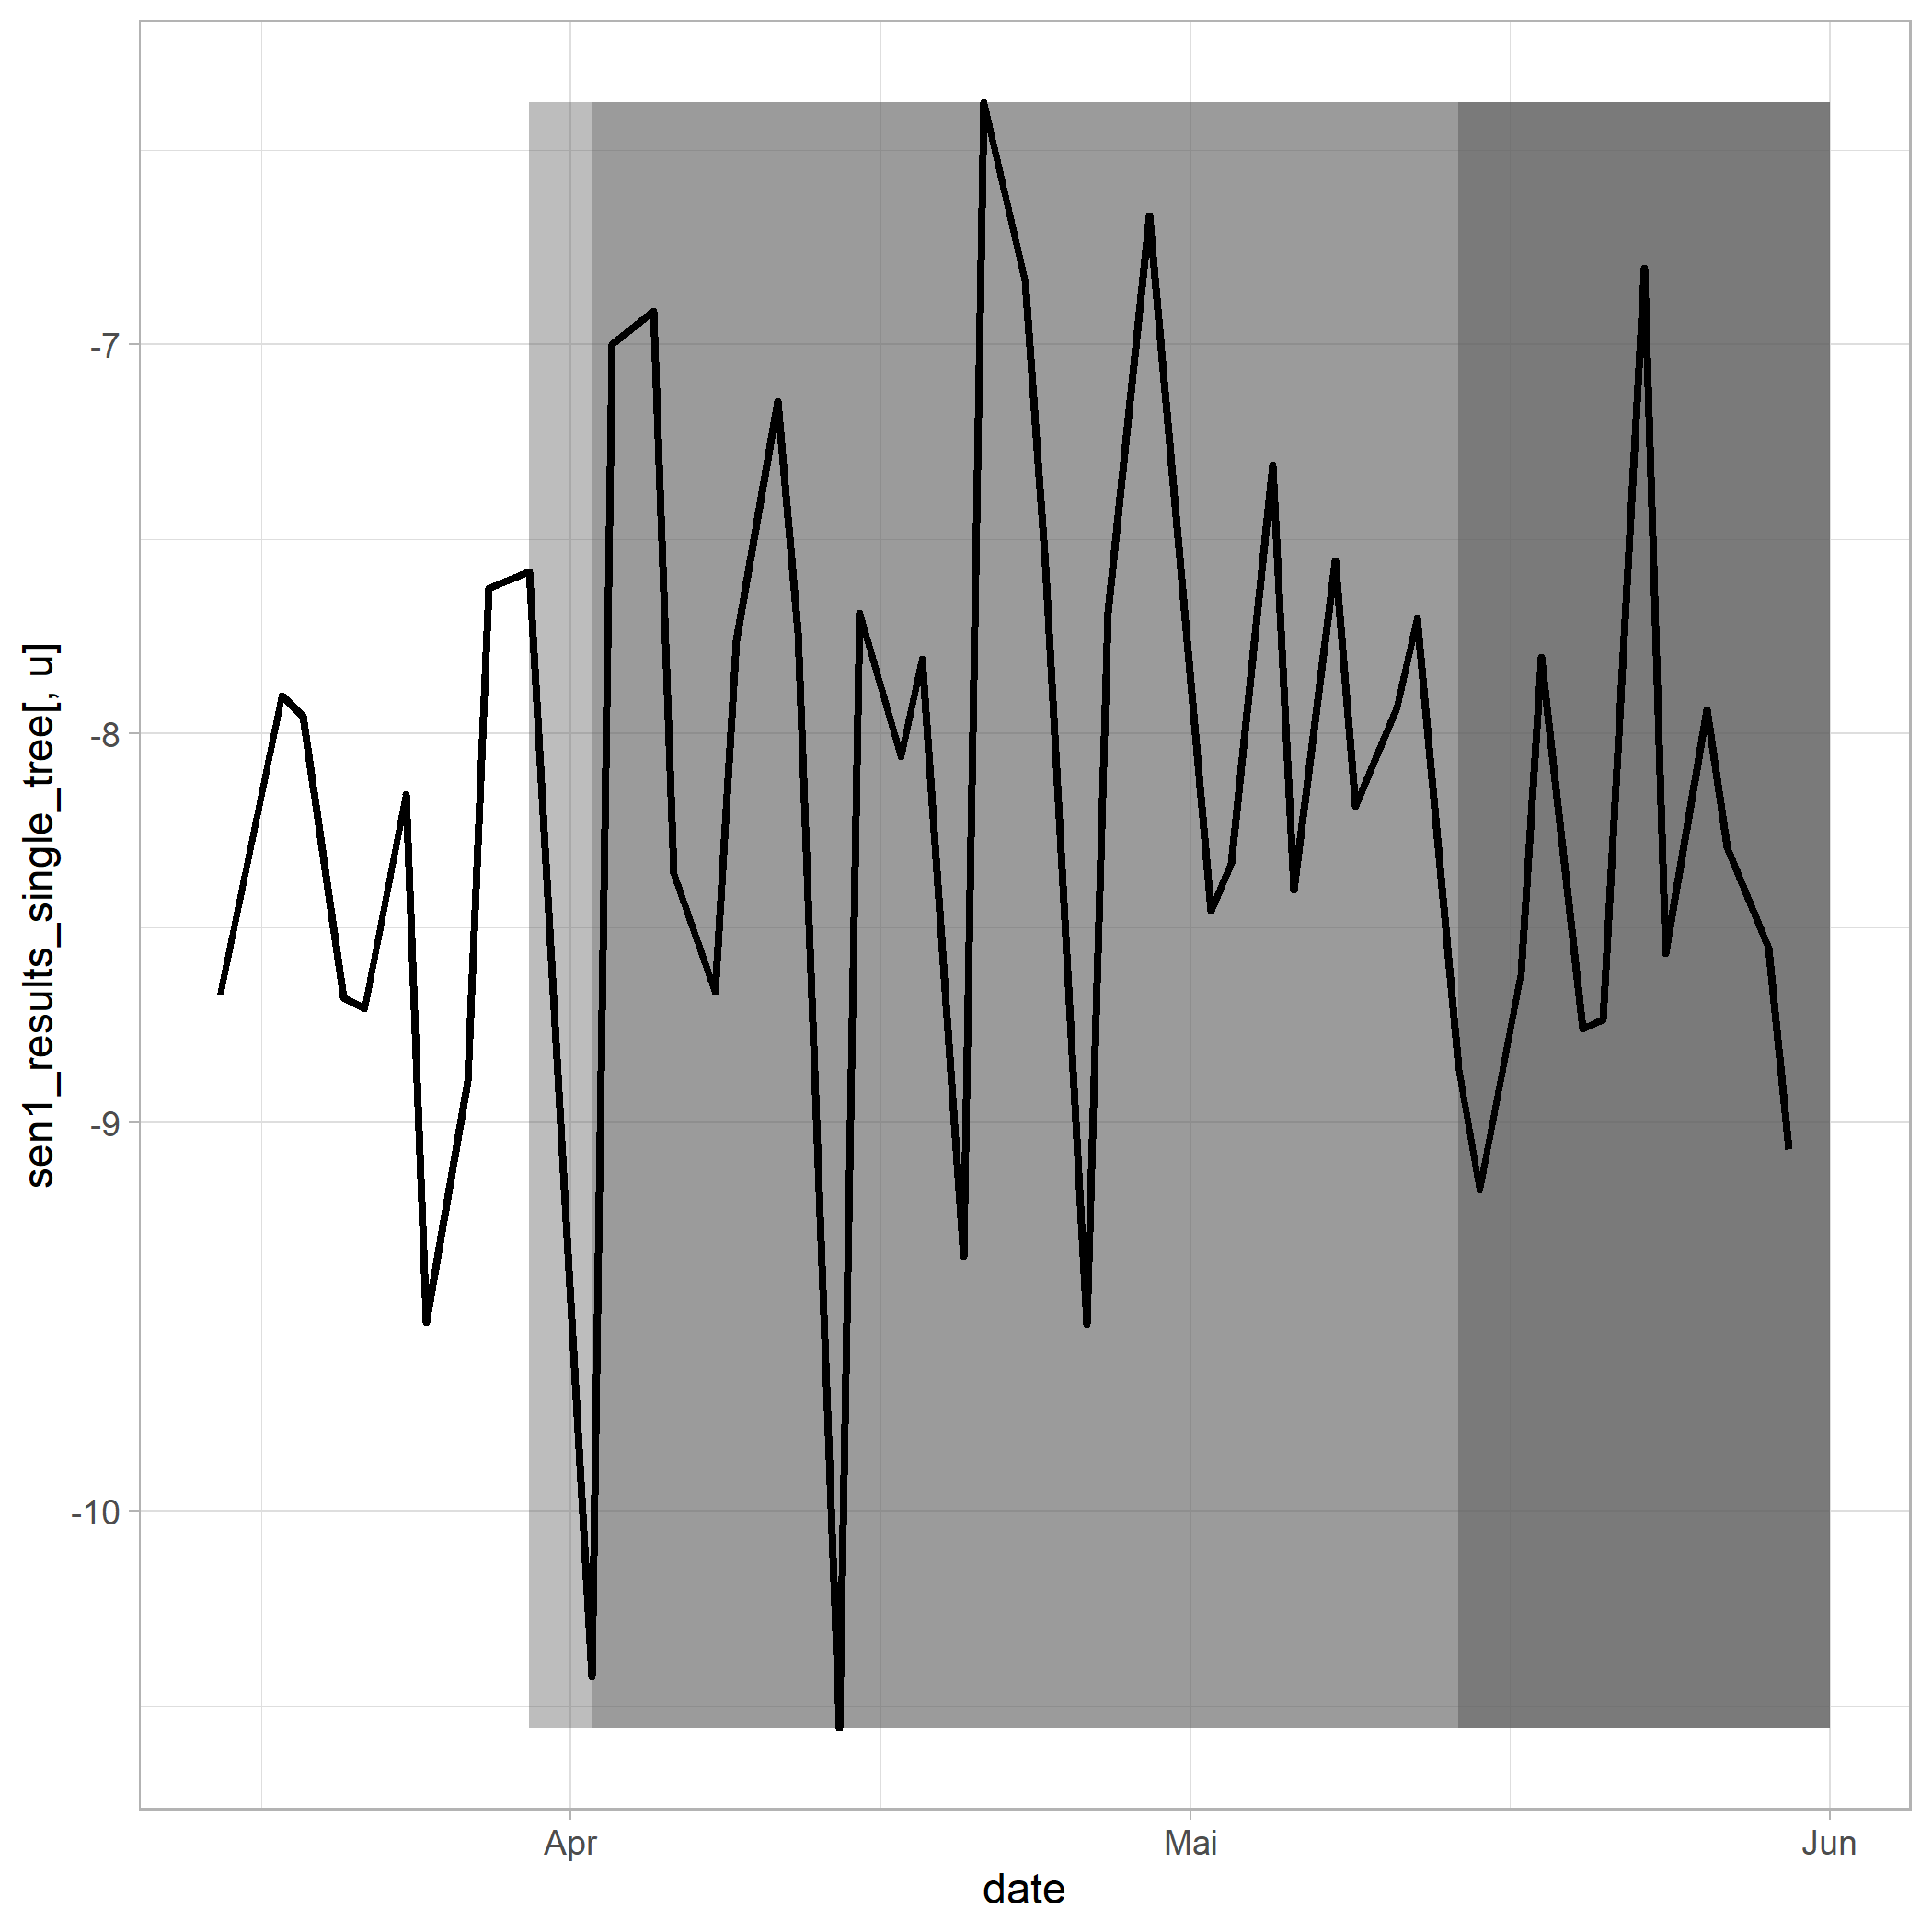 -7
-8
-9
-10
sen1_results_single_tree[, u]
Apr
Mai
Jun
date